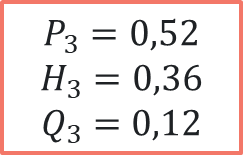 P₃ = 0,52
H₃ = 0,36
Q₃ = 0,12